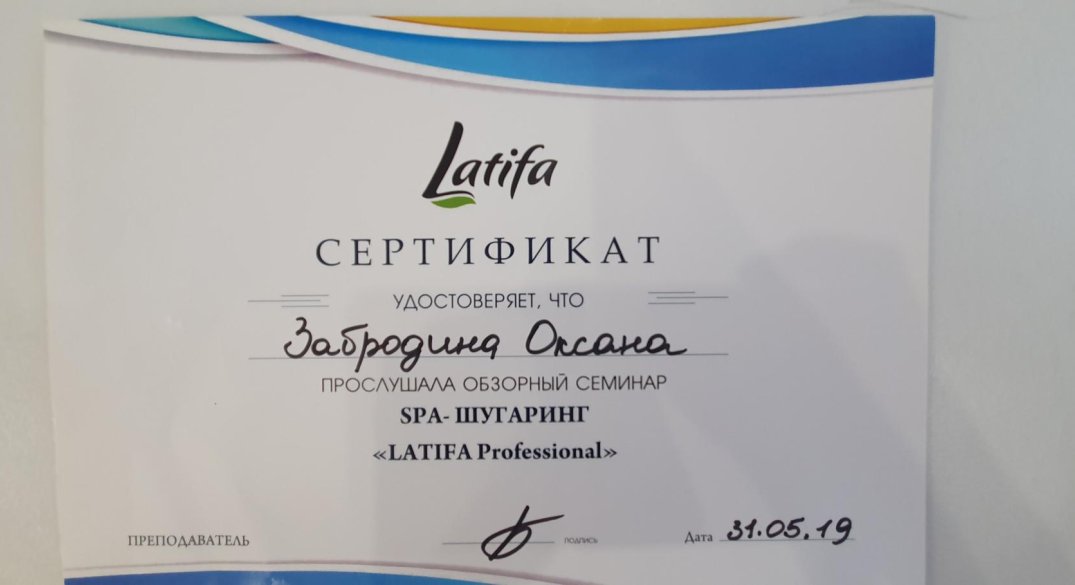 Latifa
СЕРТИФИКАТ
УДОСТОВЕРЯЕТ, ЧТО
Забродина Оксана
ПРОСЛУШАЛА ОБЗОРНЫЙ СЕМИНАР
SPA- ШУГАРИНГ
«LATIFA Professional»
ПРЕПОДАВАТЕЛЬ подпись Дата 31.05.19